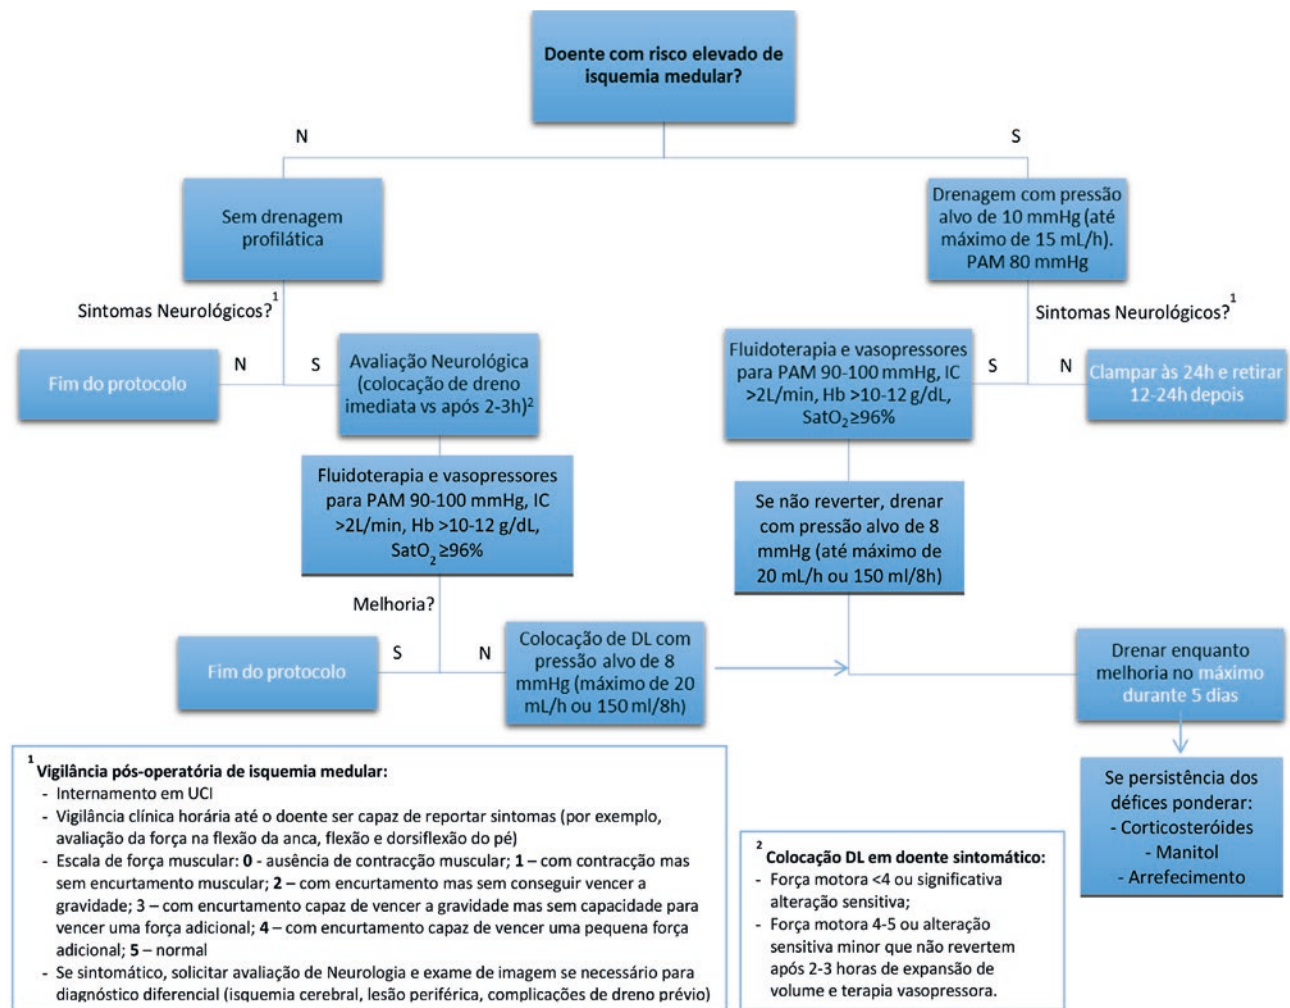 Doente com risco elevado de
isquemia medular?
N
S
Sem drenagem
profilática
Drenagem com pressão
alvo de 10 mmHg (até
máximo de 15 mL/h).
PAM 80 mmHg
Sintomas Neurológicos?1
Sintomas Neurológicos?1
Fim do protocolo
N
S
Avaliação Neurológica
(colocação de dreno
imediata vs após 2-3h)2
Fluidoterapia e vasopressores
para PAM 90-100 mmHg, IC
>2L/min, Hb >10-12 g/dL,
SatO2≥96%
S
N
Clampar às 24h e retirar
12-24h depois
Fluidoterapia e vasopressores
para PAM 90-100 mmHg, IC
>2L/min, Hb >10-12 g/dL,
SatO2≥96%
Se não reverter, drenar
com pressão alvo de 8
mmHg (até máximo de
20 mL/h ou 150 ml/8h)
Melhoria?
Fim do protocolo
S
N
Colocação de DL com
pressão alvo de 8
mmHg (máximo de 20
mL/h ou 150 ml/8h)
Drenar enquanto
melhoria no máximo
durante 5 dias
Se persistência dos
défices ponderar:
- Corticosteróides
- Manitol
- Arrefecimento
1 Vigilância pós-operatória de isquemia medular:
- Internamento em UCI
- Vigilância clínica horária até o doente ser capaz de reportar sintomas (por exemplo,
avaliação da força na flexão da anca, flexão e dorsiflexão do pé)
- Escala de força muscular: 0 - ausência de contracção muscular; 1 – com contracção mas
sem encurtamento muscular; 2 – com encurtamento mas sem conseguir vencer a
gravidade; 3 – com encurtamento capaz de vencer a gravidade mas sem capacidade para
vencer uma força adicional; 4 – com encurtamento capaz de vencer uma pequena força
adicional; 5 – normal
- Se sintomático, solicitar avaliação de Neurologia e exame de imagem se necessário para
diagnóstico diferencial (isquemia cerebral, lesão periférica, complicações de dreno prévio)
2 Colocação DL em doente sintomático:
- Força motora <4 ou significativa
alteração sensitiva;
- Força motora 4-5 ou alteração
sensitiva minor que não revertem
após 2-3 horas de expansão de
volume e terapia vasopressora.